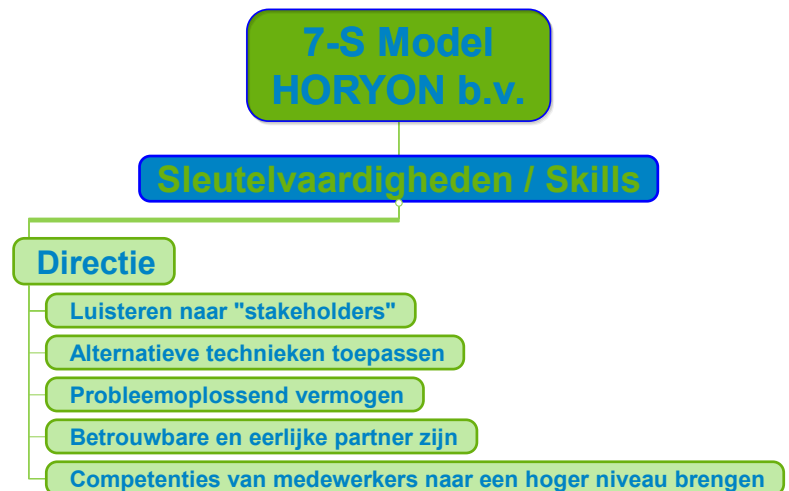 7-S Model
HORYON b.v.
Sleutelvaardigheden / Skills
Directie
Luisteren naar "stakeholders"
Alternatieve technieken toepassen
Probleemoplossend vermogen
Betrouwbare en eerlijke partner zijn
Competenties van medewerkers naar een hoger niveau brengen